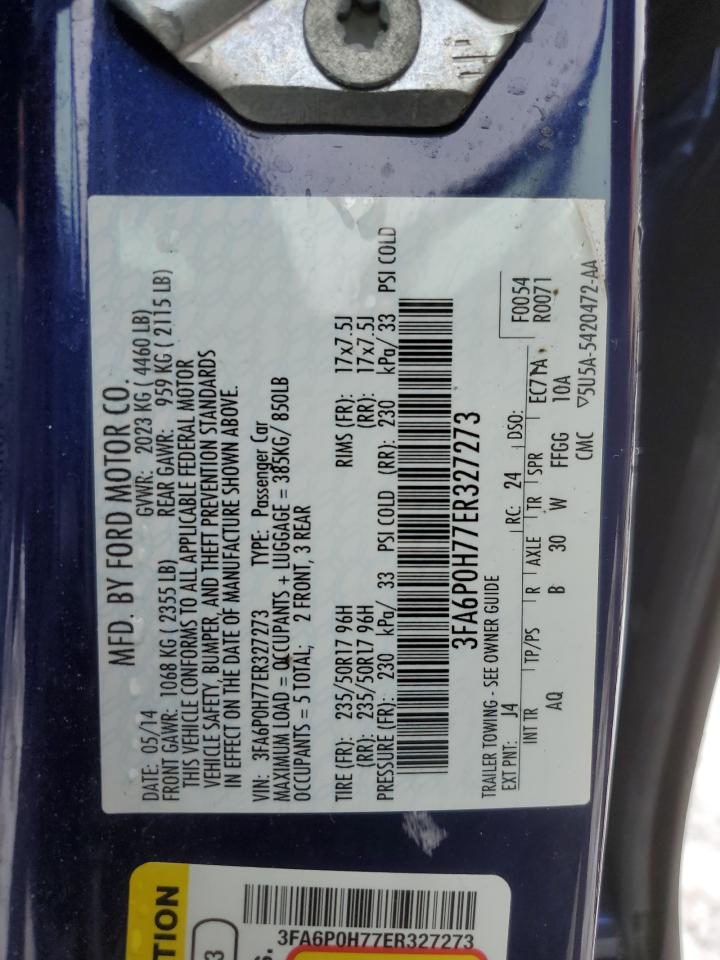 MFD. BY FORD MOTOR CO.
DATE: 05/14 GVWR: 2023 KG ( 4460 LB)
FRONT GAWR: 1068 KG ( 2355 LB) REAR GAWR: 959 KG ( 2115 LB)
THIS VEHICLE CONFORMS TO ALL APPLICABLE FEDERAL MOTOR
VEHICLE SAFETY, BUMPER, AND THEFT PREVENTION STANDARDS
IN EFFECT ON THE DATE OF MANUFACTURE SHOWN ABOVE.
VIN: 3FA6P0H77ER327273 TYPE: Passenger Car
MAXIMUM LOAD = OCCUPANTS + LUGGAGE = 385KG/ 850LB
OCCUPANTS = 5 TOTAL; 2 FRONT, 3 REAR
TIRE (FR): 235/50R17 96H RIMS (FR): 17x7.5J
(RR): 235/50R17 96H (RR): 17x7.5J
PRESSURE (FR): 230 kPa/ 33 PSI COLD (RR): 230 kPa/ 33 PSI COLD
3FA6P0H77ER327273
TRAILER TOWING - SEE OWNER GUIDE
F0054
R0071
EXT PNT: J4 RC: 24 DSO:
INT TR TP/PS R AXLE TR SPR EC71A
AQ B 30 W FFGG 10A
CMC ▽5U5A-5420472-AA
TION
3
3FA6P0H77ER327273